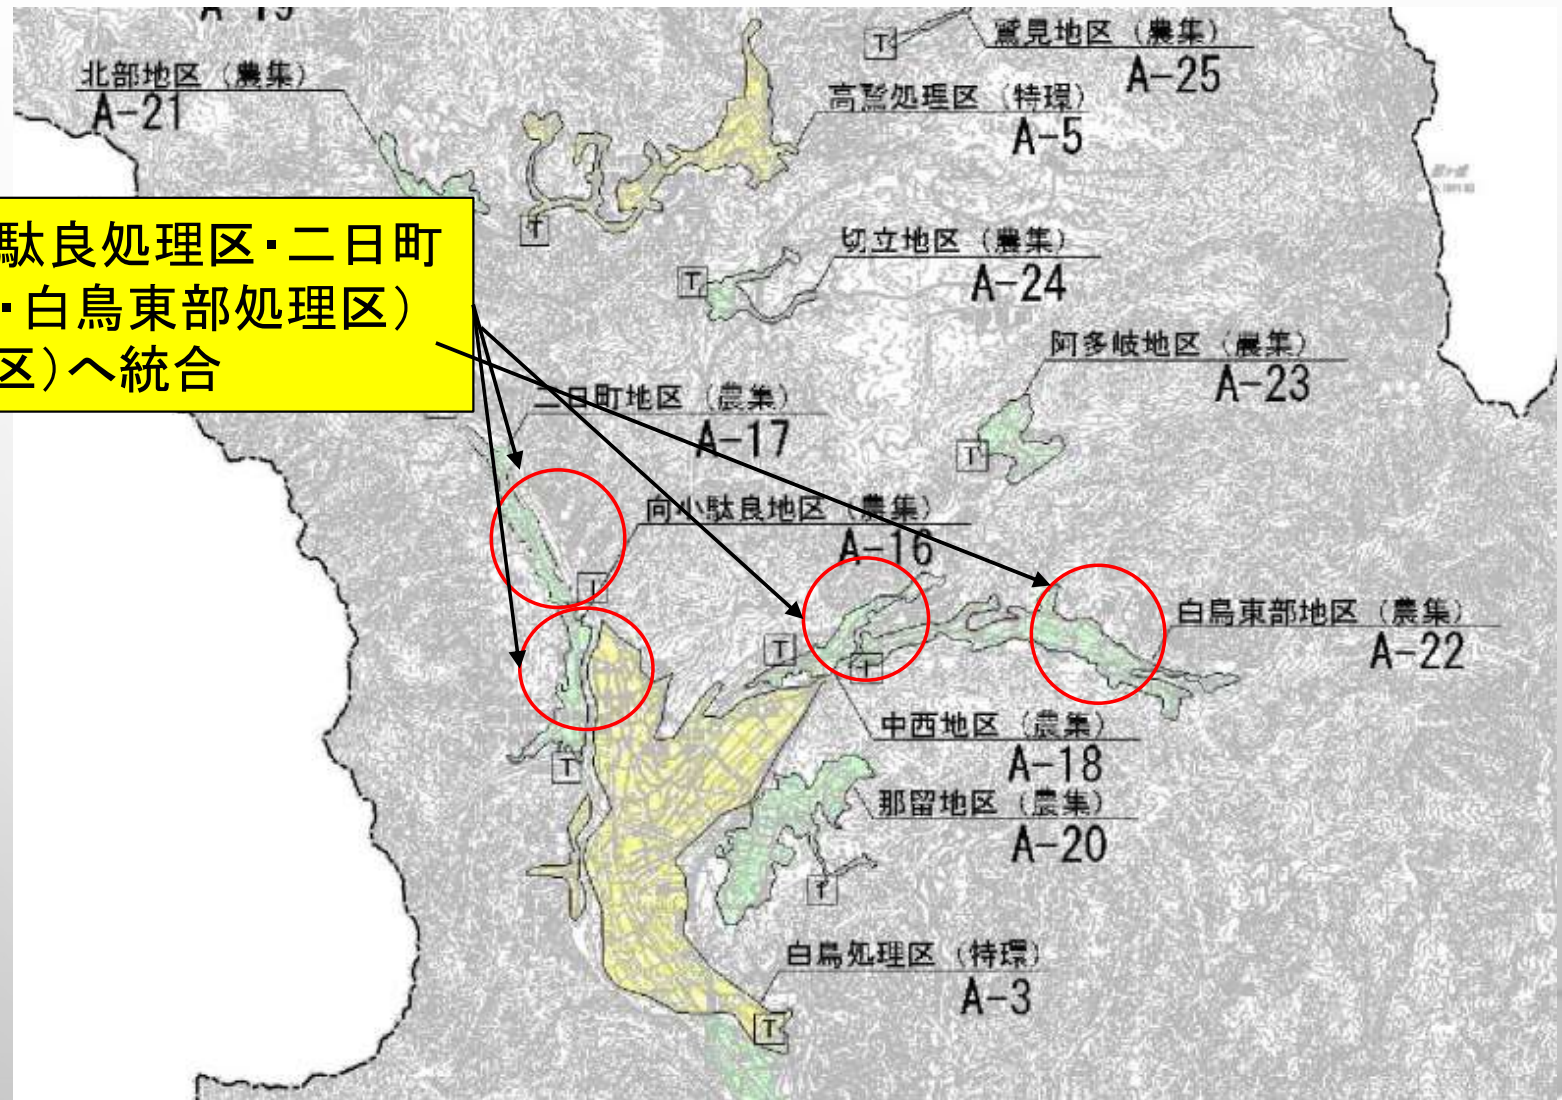 A-19
鷲見地区（農集）
A-25
北部地区（農集）
A-21
高鷲処理区（特環）
A-5
T
T
駄良処理区・二日町
・白鳥東部処理区）
区）へ統合
切立地区（農集）
A-24
T
阿多岐地区（農集）
A-23
T
二日町地区（農集）
A-17
向小駄良地区（農集）
A-16
T
白鳥東部地区（農集）
A-22
T
T
中西地区（農集）
A-18
T
那留地区（農集）
A-20
T
白鳥処理区（特環）
A-3
T